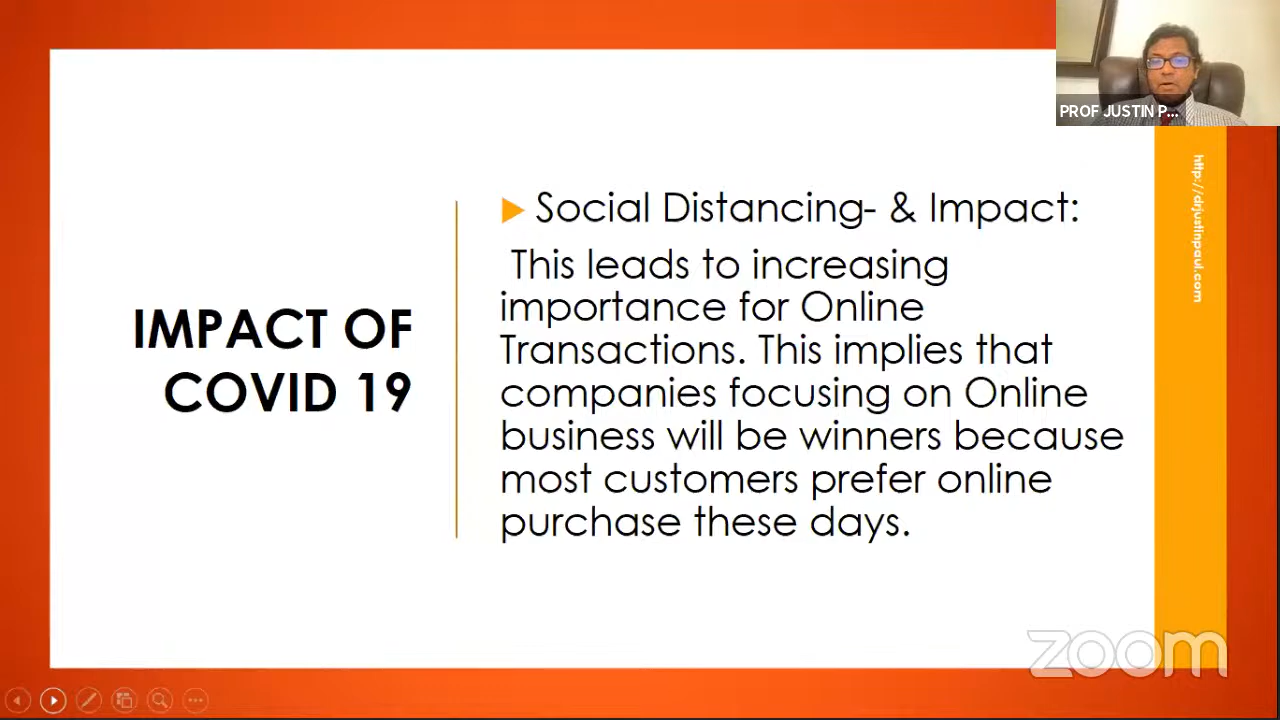 PROF JUSTIN P...
http://drjustinpaul.com
IMPACT OF
COVID 19
Social Distancing- & Impact:
This leads to increasing
importance for Online
Transactions. This implies that
companies focusing on Online
business will be winners because
most customers prefer online
purchase these days.
zoom